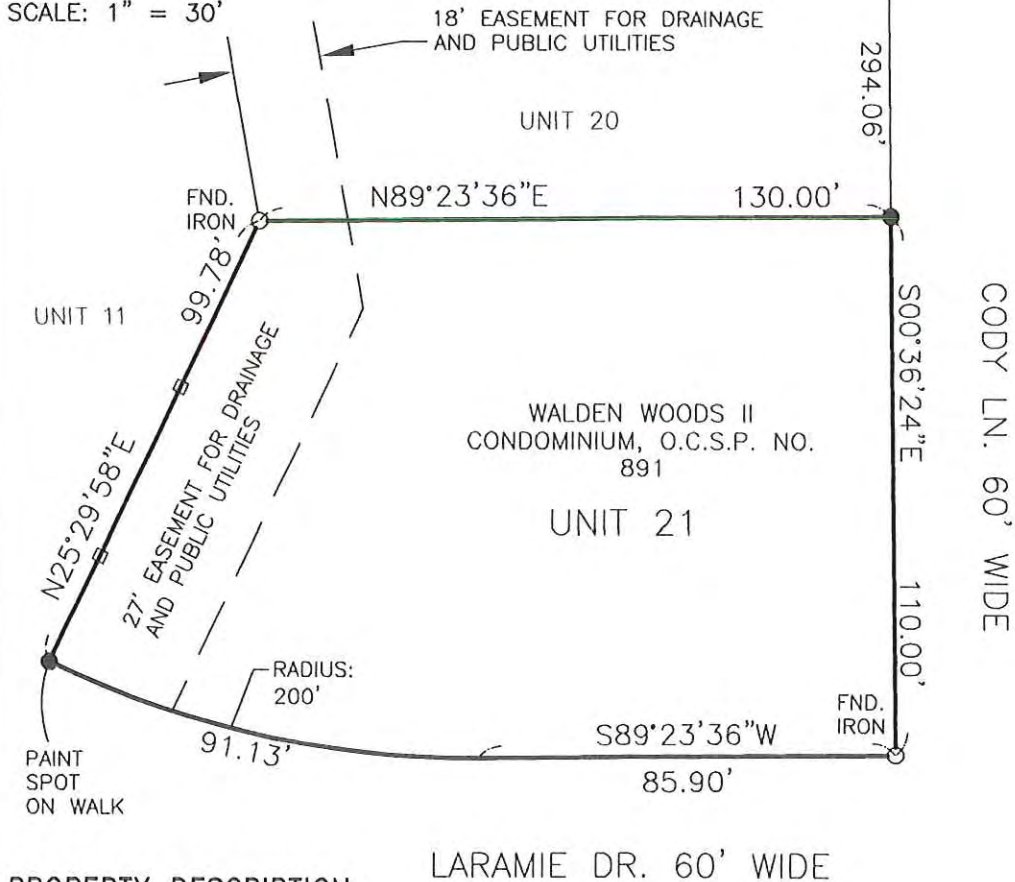 SCALE: 1" = 30'
18' EASEMENT FOR DRAINAGE
AND PUBLIC UTILITIES
294.06'
UNIT 20
FND.
IRON
N89°23'36"E
130.00'
99.78'
UNIT 11
N25°29'58"E
27' EASEMENT FOR DRAINAGE
AND PUBLIC UTILITIES
WALDEN WOODS II
CONDOMINIUM, O.C.S.P. NO.
891
UNIT 21
S00°36'24"E
110.00'
CODY LN. 60' WIDE
RADIUS:
200'
91.13'
FND.
IRON
S89°23'36"W
85.90'
PAINT
SPOT
ON WALK
LARAMIE DR. 60' WIDE
PROPERTY DESCRIPTION